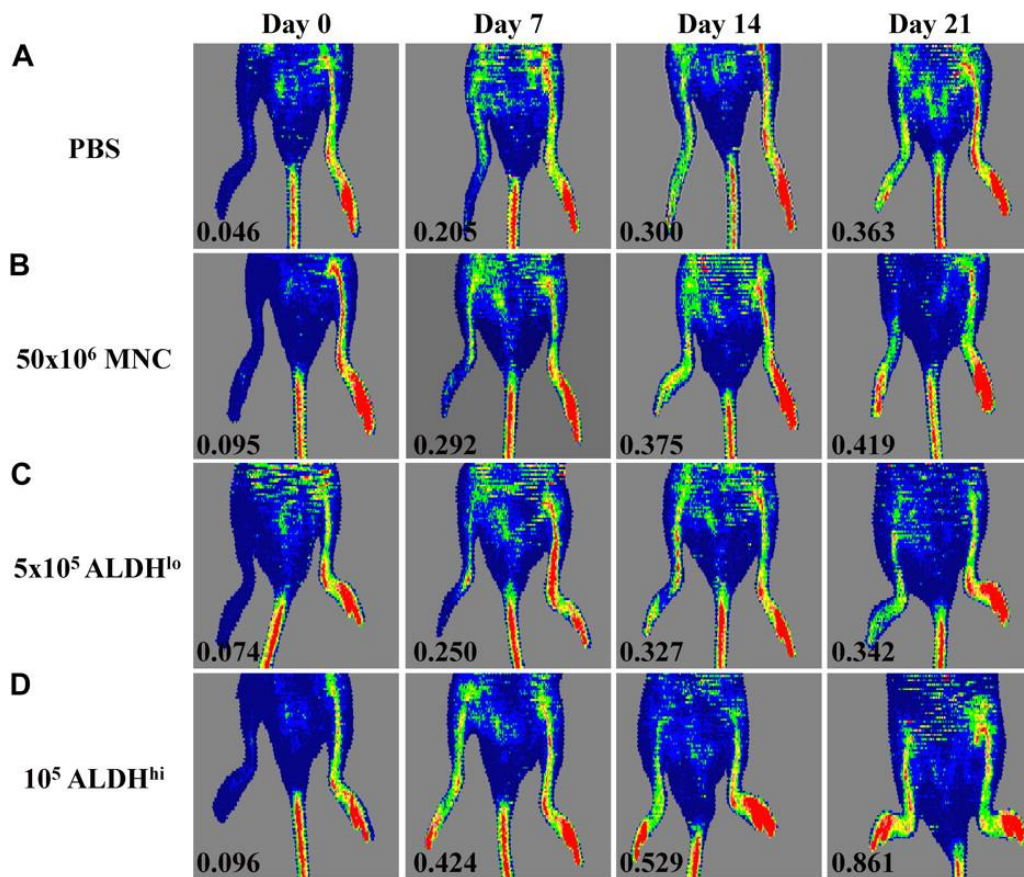 Day 0 Day 7 Day 14 Day 21
A
PBS
0.046 0.205 0.300 0.363
B
50x10⁶ MNC
0.095 0.292 0.375 0.419
C
5x10⁵ ALDHˡᵒ
0.074 0.250 0.327 0.342
D
10⁵ ALDHʰⁱ
0.096 0.424 0.529 0.861